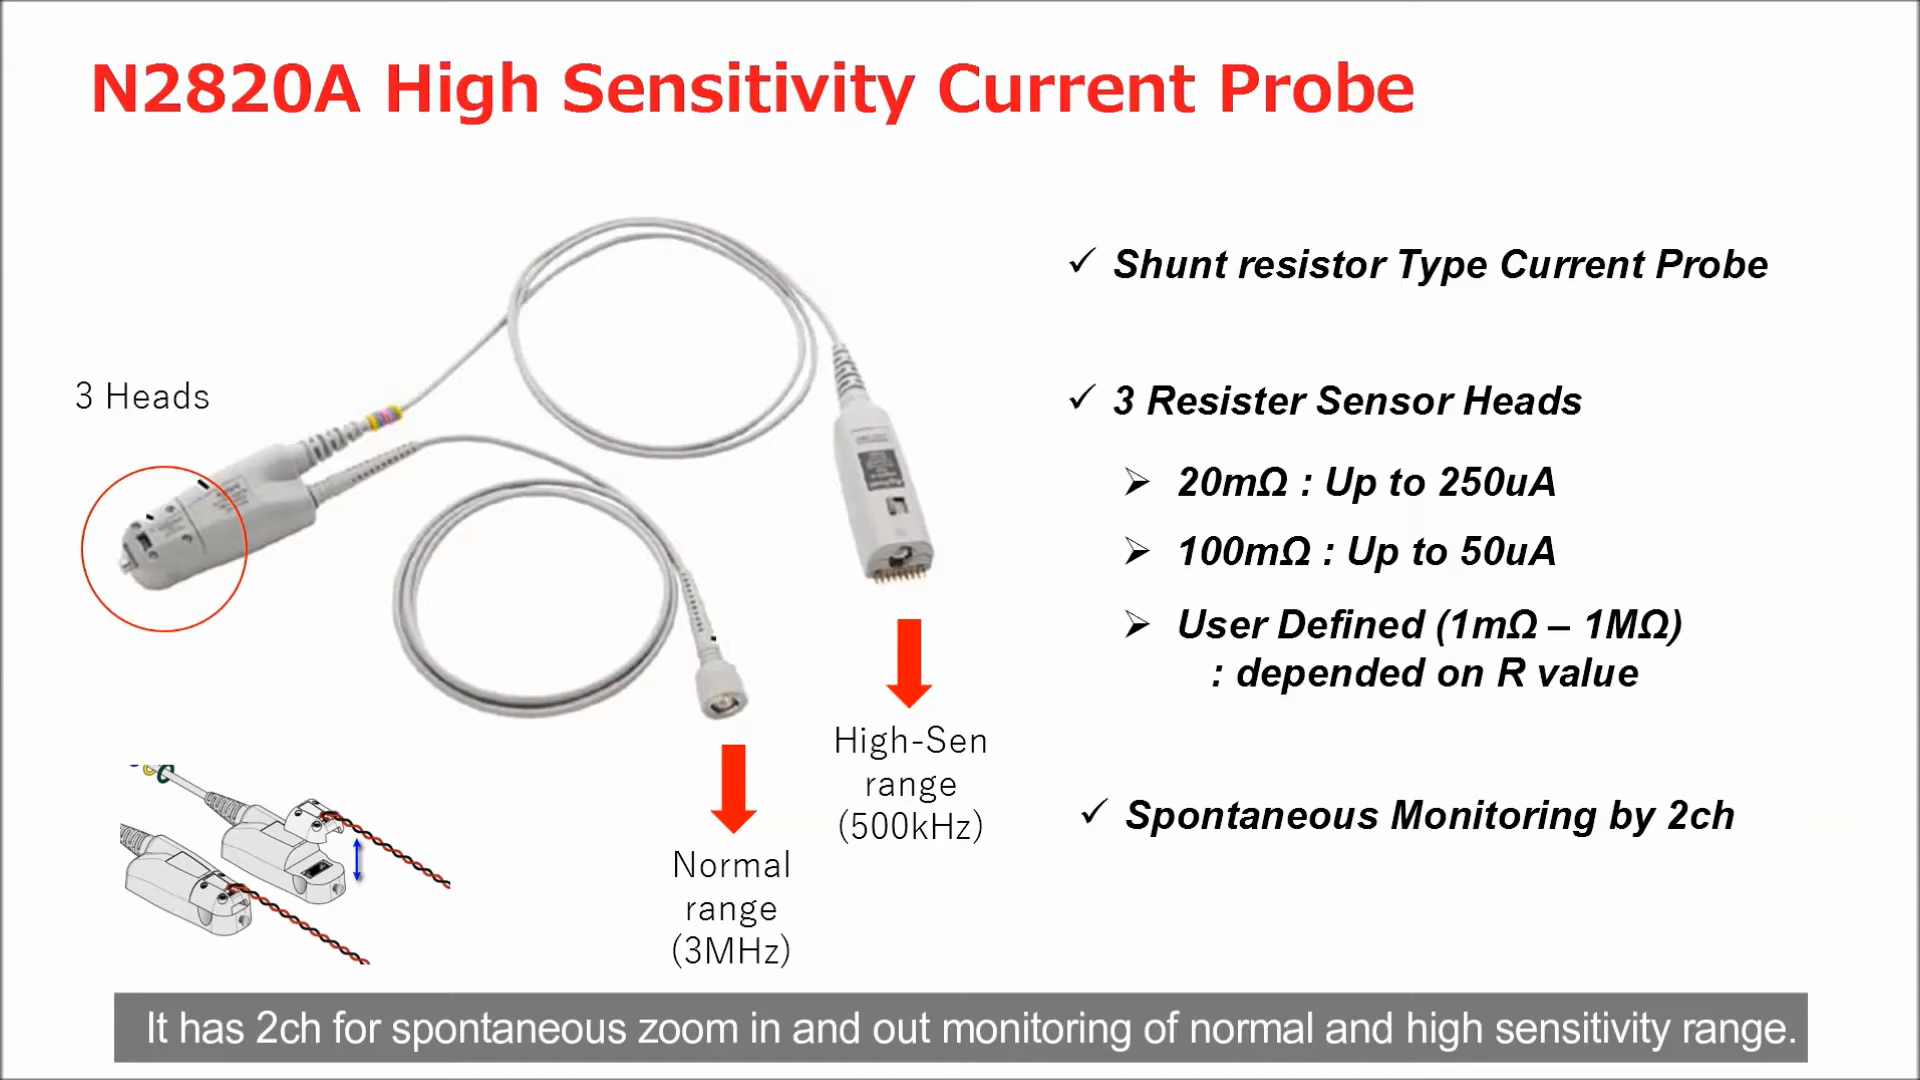 N2820A High Sensitivity Current Probe
3 Heads
✓ Shunt resistor Type Current Probe
✓ 3 Resister Sensor Heads
➢ 20mΩ : Up to 250uA
➢ 100mΩ : Up to 50uA
➢ User Defined (1mΩ – 1MΩ)
: depended on R value
✓ Spontaneous Monitoring by 2ch
High-Sen
range
(500kHz)
Normal
range
(3MHz)
It has 2ch for spontaneous zoom in and out monitoring of normal and high sensitivity range.